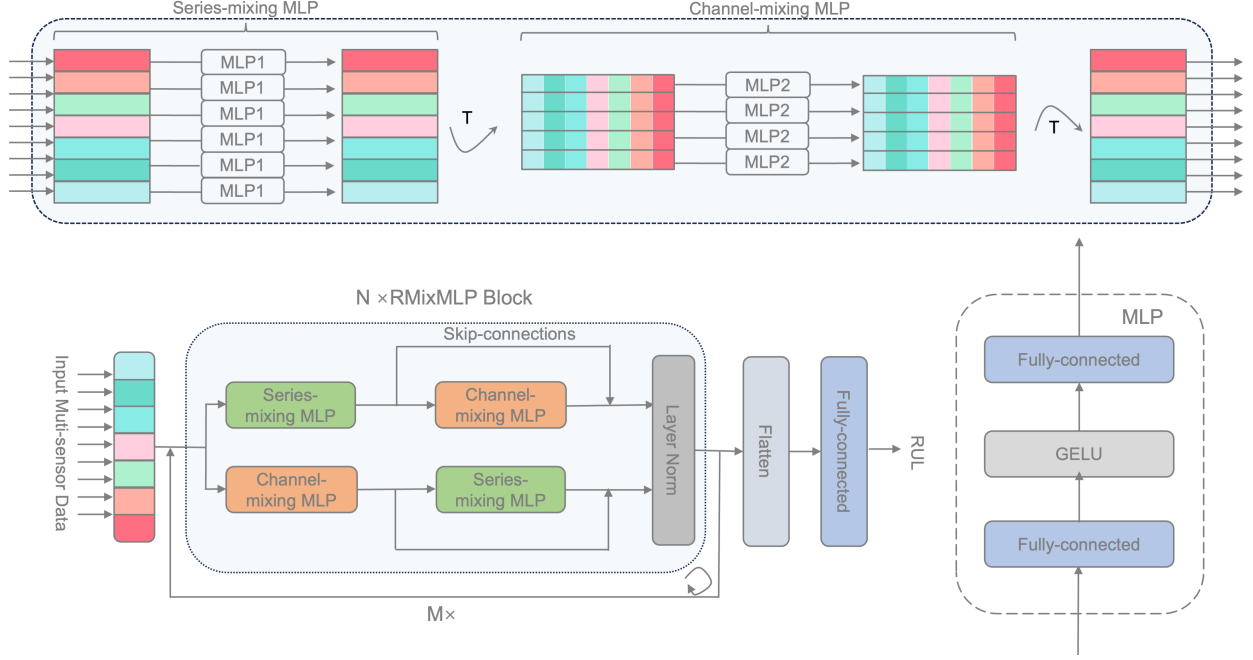 Series-mixing MLP
Channel-mixing MLP
MLP1
MLP1
MLP1
MLP1
MLP1
MLP1
T
MLP2
MLP2
MLP2
MLP2
T
N ×RMixMLP Block
Skip-connections
Input Muti-sensor Data
Series-
mixing MLP
Channel-
mixing MLP
Channel-
mixing MLP
Series-
mixing MLP
Layer Norm
Flatten
Fully-connected
RUL
M×
MLP
Fully-connected
GELU
Fully-connected